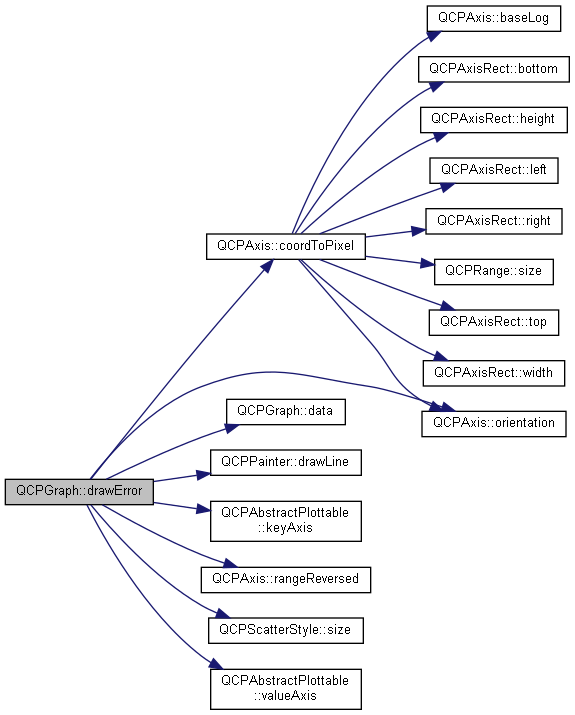 QCPAxis::baseLog
QCPAxisRect::bottom
QCPAxisRect::height
QCPAxisRect::left
QCPAxisRect::right
QCPAxis::coordToPixel
QCPRange::size
QCPAxisRect::top
QCPAxisRect::width
QCPGraph::data
QCPAxis::orientation
QCPPainter::drawLine
QCPGraph::drawError
QCPAbstractPlottable
::keyAxis
QCPAxis::rangeReversed
QCPScatterStyle::size
QCPAbstractPlottable
::valueAxis